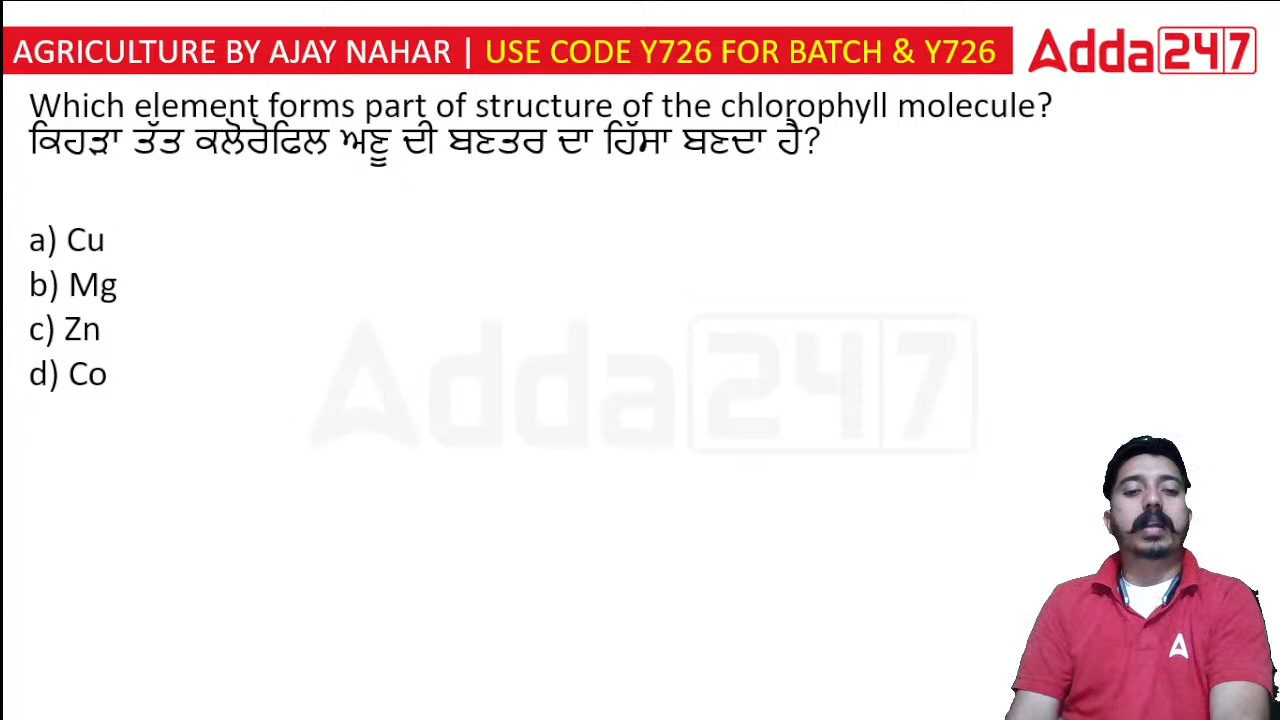 AGRICULTURE BY AJAY NAHAR | USE CODE Y726 FOR BATCH & Y726
Adda247
Which element forms part of structure of the chlorophyll molecule?
ਕਿਹੜਾ ਤੱਤ ਕਲੋਰੋਫਿਲ ਅਣੂ ਦੀ ਬਣਤਰ ਦਾ ਹਿੱਸਾ ਬਣਦਾ ਹੈ?
a) Cu
b) Mg
c) Zn
d) Co
Adda247